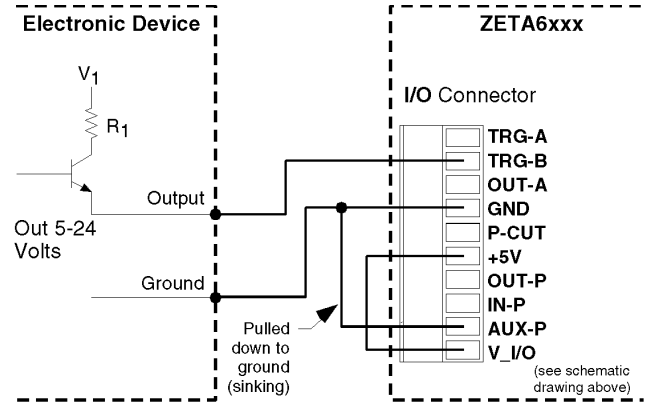 Electronic Device
ZETA6xxx
V1
R1
I/O Connector
TRG-A
TRG-B
OUT-A
GND
P-CUT
+5V
OUT-P
IN-P
AUX-P
V_I/O
Output
Out 5-24
Volts
Ground
Pulled
down to
ground
(sinking)
(see schematic
drawing above)